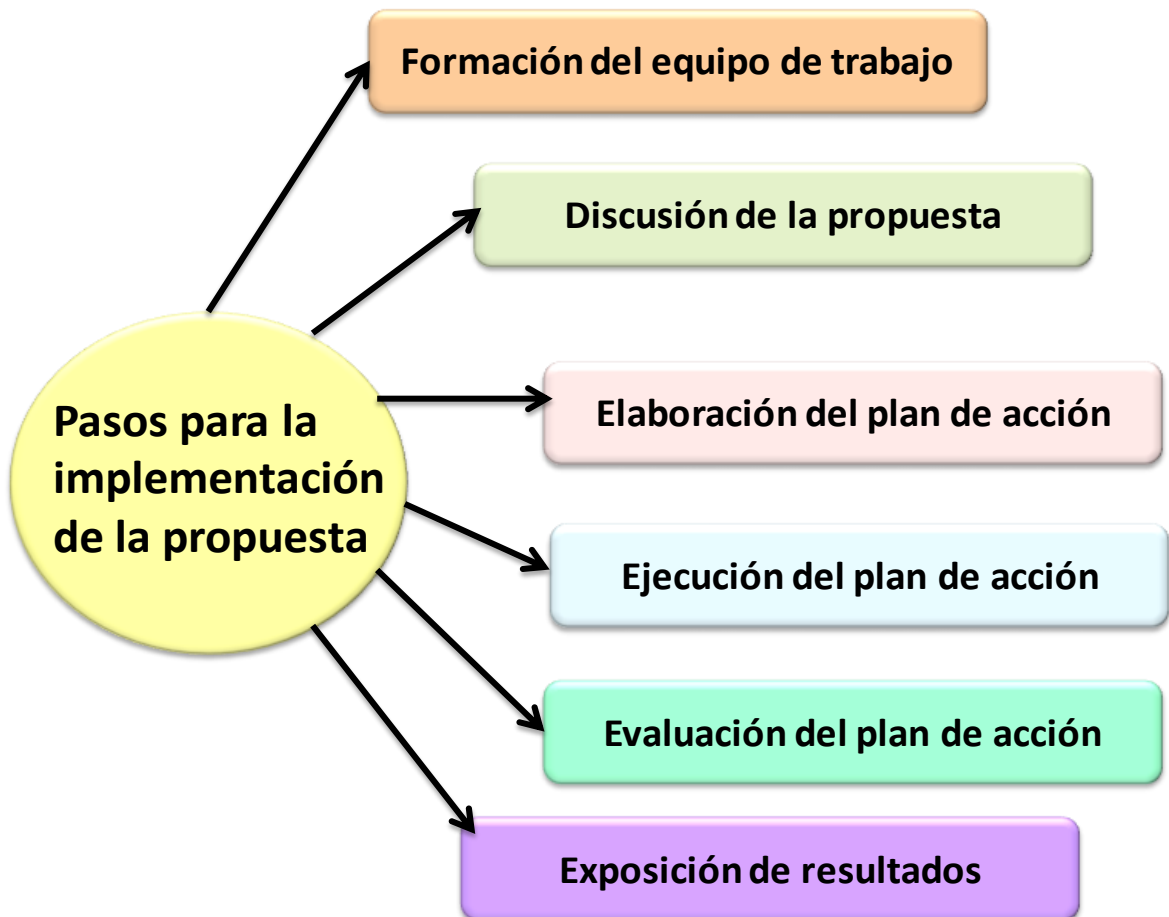 Formación del equipo de trabajo
Discusión de la propuesta
Pasos para la
implementación
de la propuesta
Elaboración del plan de acción
Ejecución del plan de acción
Evaluación del plan de acción
Exposición de resultados